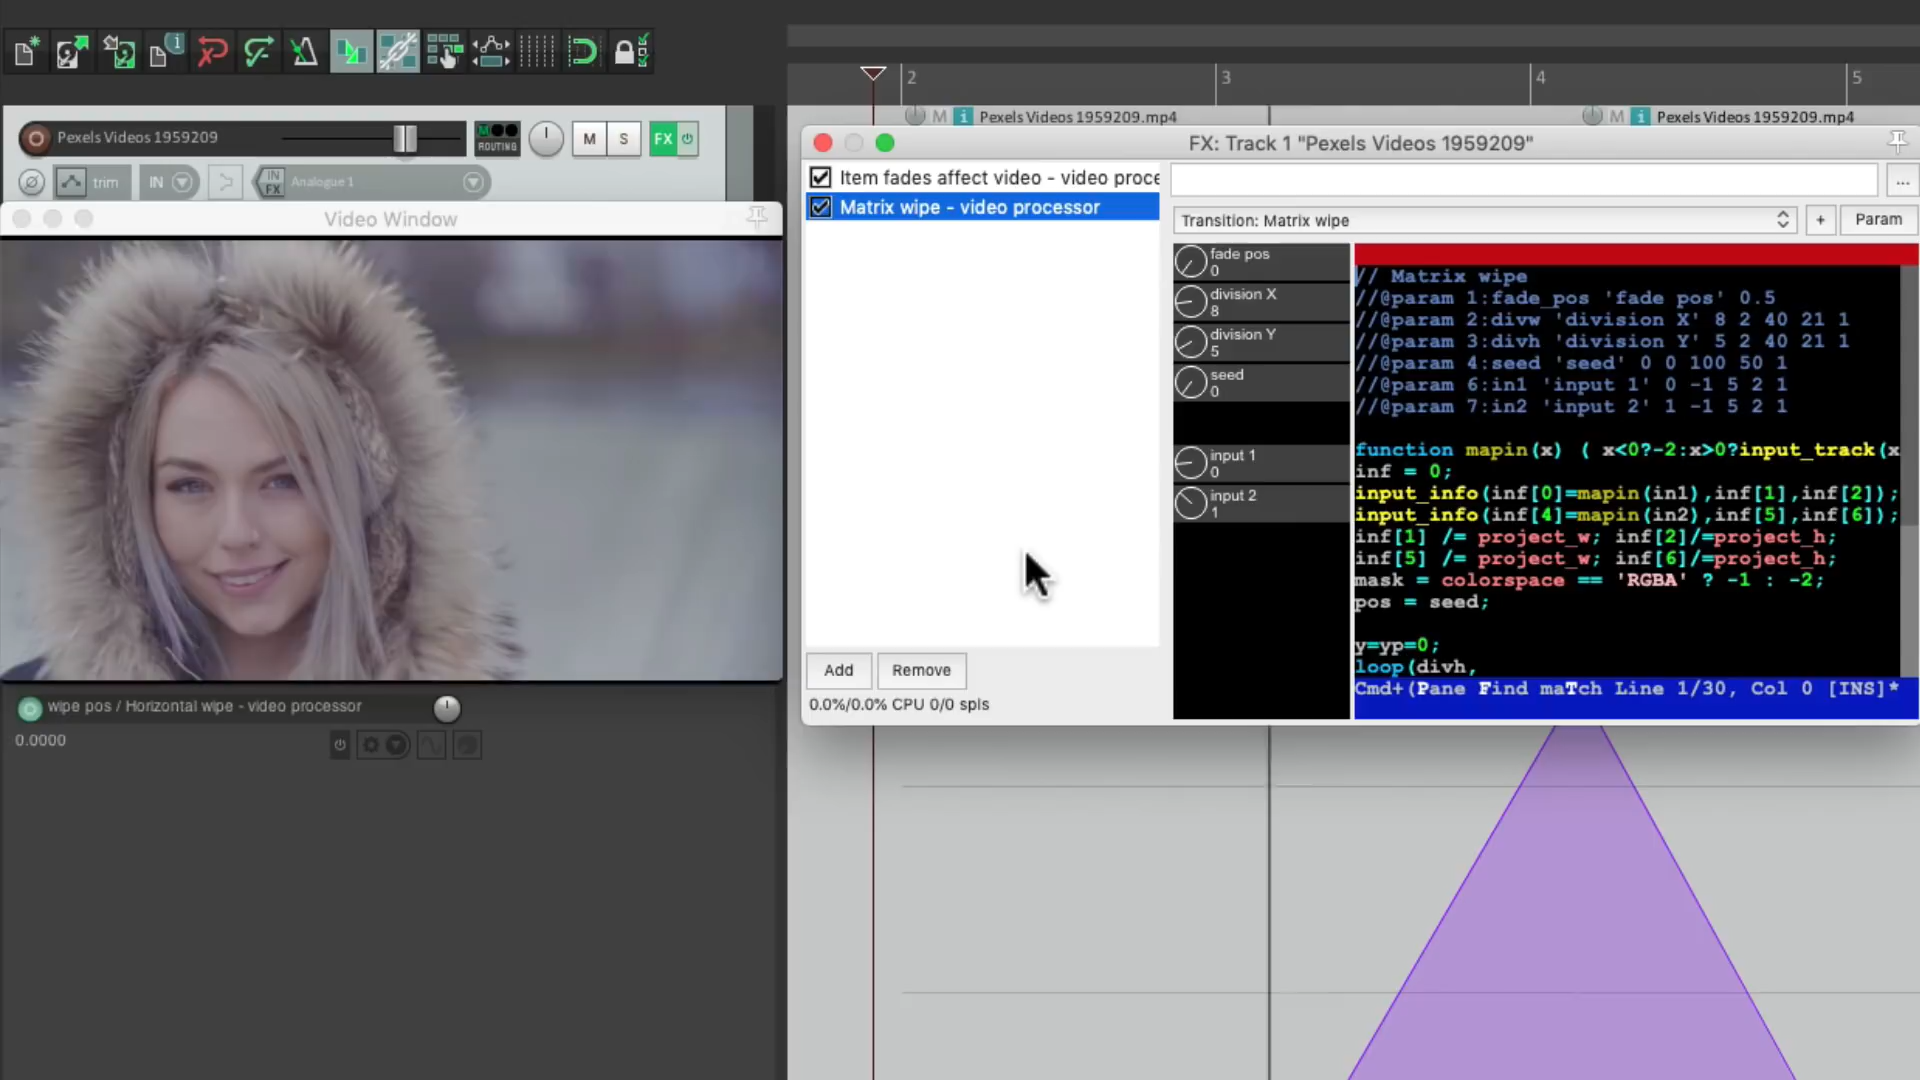 2
3
4
5
M
Pexels Videos 1959209.mp4
M
Pexels Videos 1959209.mp4
Pexels Videos 1959209
M
ROUTING
M
S
FX
trim
IN
IN
FX
Analogue 1
Video Window
FX: Track 1 "Pexels Videos 1959209"
Item fades affect video - video proce
Matrix wipe - video processor
...
Transition: Matrix wipe
+
Param
fade pos
0
division X
8
division Y
5
seed
0
input 1
0
input 2
1
// Matrix wipe
//@param 1:fade_pos 'fade pos' 0.5
//@param 2:divw 'division X' 8 2 40 21 1
//@param 3:divh 'division Y' 5 2 40 21 1
//@param 4:seed 'seed' 0 0 100 50 1
//@param 6:in1 'input 1' 0 -1 5 2 1
//@param 7:in2 'input 2' 1 -1 5 2 1
function mapin(x) ( x<0?-2:x>0?input_track(x
inf = 0;
input_info(inf[0]=mapin(in1),inf[1],inf[2]);
input_info(inf[4]=mapin(in2),inf[5],inf[6]);
inf[1] /= project_w; inf[2]/=project_h;
inf[5] /= project_w; inf[6]/=project_h;
mask = colorspace == 'RGBA' ? -1 : -2;
pos = seed;
y=yp=0;
loop(divh,
Cmd+(Pane Find maTch Line 1/30, Col 0 [INS]*
Add
Remove
0.0%/0.0% CPU 0/0 spls
wipe pos / Horizontal wipe - video processor
0.0000